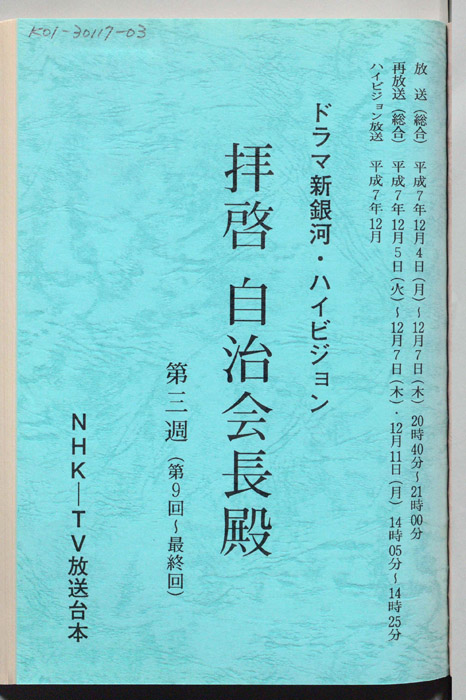 K01-30117-03
放送（総合）　平成7年12月4日（月）～12月7日（木）　20時40分～21時00分
再放送（総合）　平成7年12月5日（火）～12月7日（木）・12月11日（月）　14時05分～14時25分
ハイビジョン放送　平成7年12月
ドラマ新銀河・ハイビジョン
拝啓 自治会長殿
第三週（第9回～最終回）
NHK―TV放送台本